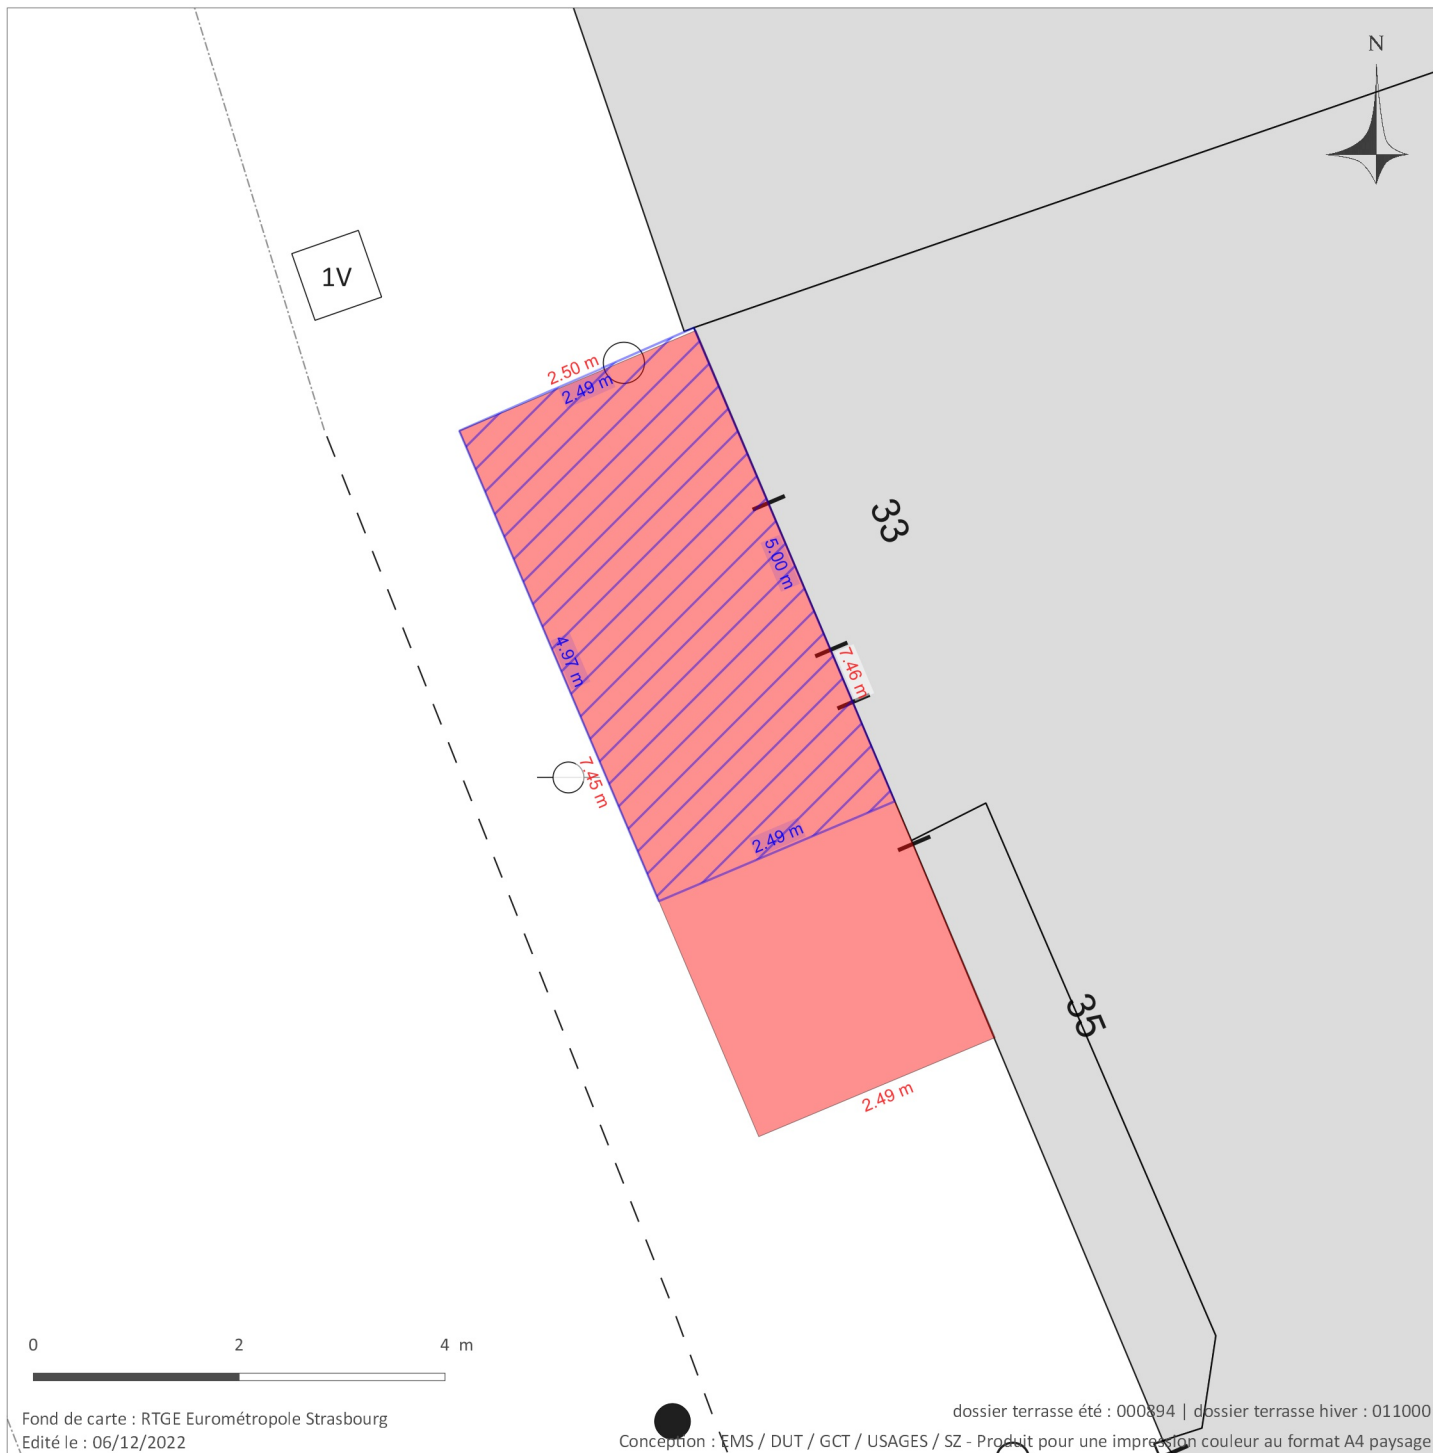 N
1V
2.50 m
2.49 m
33
5.00 m
4.97 m
7.46 m
7.45 m
2.49 m
35
2.49 m
0 2 4 m
Fond de carte : RTGE Eurométropole Strasbourg
Edité le : 06/12/2022
dossier terrasse été : 000894 | dossier terrasse hiver : 011000
Conception : EMS / DUT / GCT / USAGES / SZ - Produit pour une impression couleur au format A4 paysage